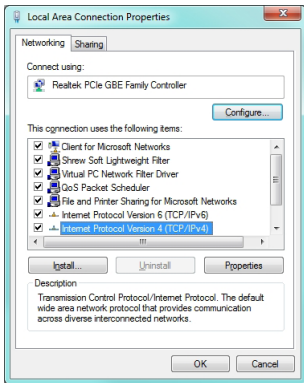 Local Area Connection Properties
Networking Sharing
Connect using:
Realtek PCIe GBE Family Controller
Configure...
This connection uses the following items:
Client for Microsoft Networks
Shrew Soft Lightweight Filter
Virtual PC Network Filter Driver
QoS Packet Scheduler
File and Printer Sharing for Microsoft Networks
Internet Protocol Version 6 (TCP/IPv6)
Internet Protocol Version 4 (TCP/IPv4)
Install... Uninstall Properties
Description
Transmission Control Protocol/Internet Protocol. The default
wide area network protocol that provides communication
across diverse interconnected networks.
OK Cancel